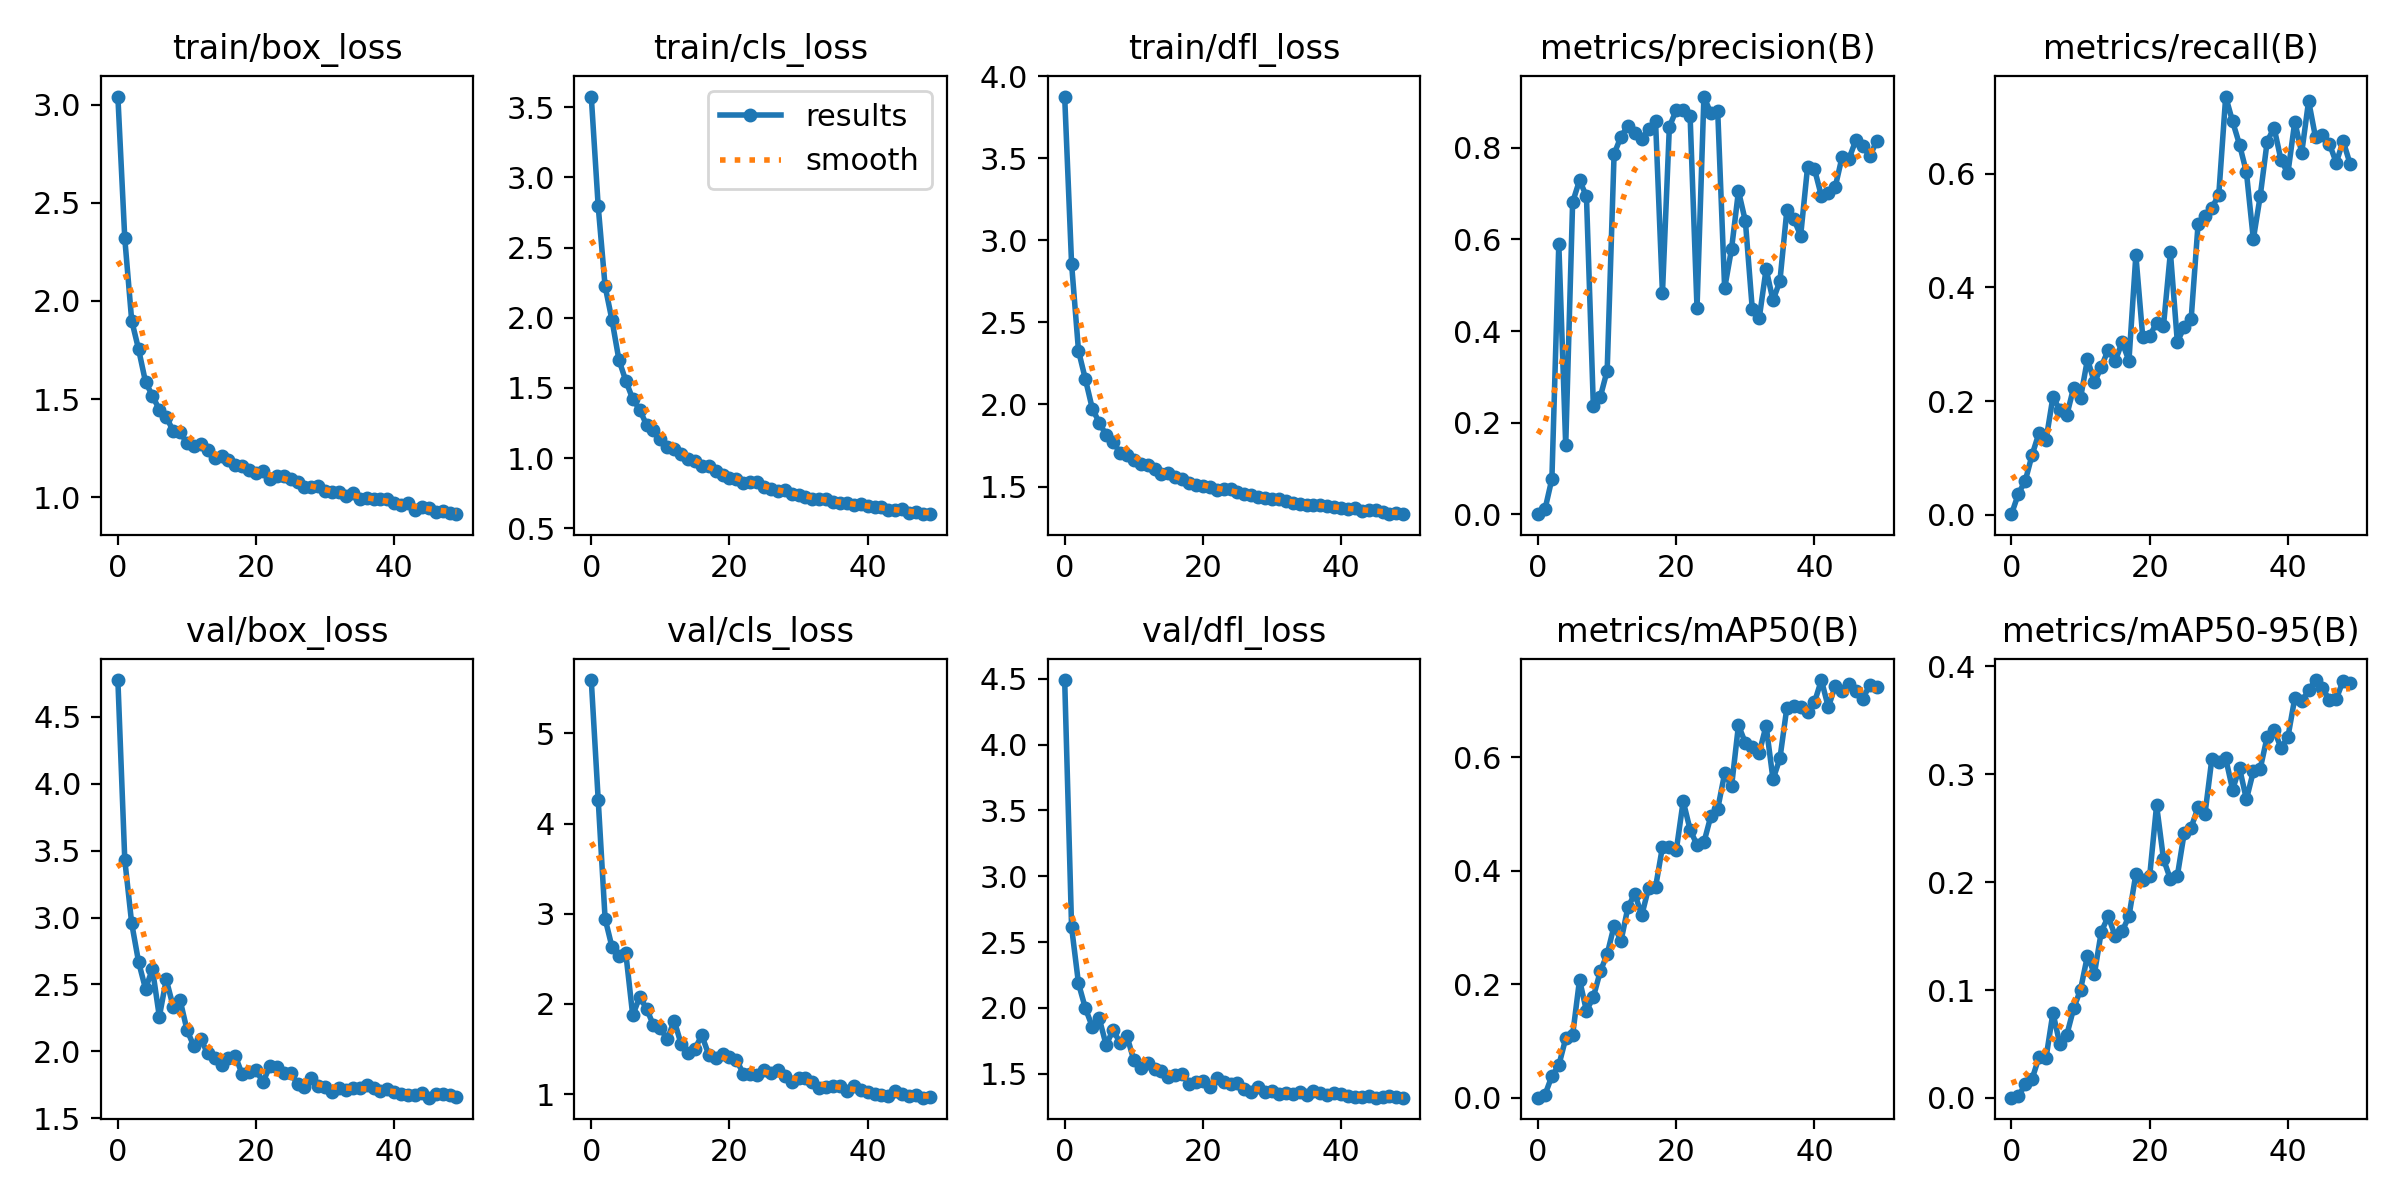 train/box_loss
3.0
2.5
2.0
1.5
1.0
0 20 40
train/cls_loss
results
smooth
3.5
3.0
2.5
2.0
1.5
1.0
0.5
0 20 40
train/dfl_loss
4.0
3.5
3.0
2.5
2.0
1.5
0 20 40
metrics/precision(B)
0.8
0.6
0.4
0.2
0.0
0 20 40
metrics/recall(B)
0.6
0.4
0.2
0.0
0 20 40
val/box_loss
4.5
4.0
3.5
3.0
2.5
2.0
1.5
0 20 40
val/cls_loss
5
4
3
2
1
0 20 40
val/dfl_loss
4.5
4.0
3.5
3.0
2.5
2.0
1.5
0 20 40
metrics/mAP50(B)
0.6
0.4
0.2
0.0
0 20 40
metrics/mAP50-95(B)
0.4
0.3
0.2
0.1
0.0
0 20 40